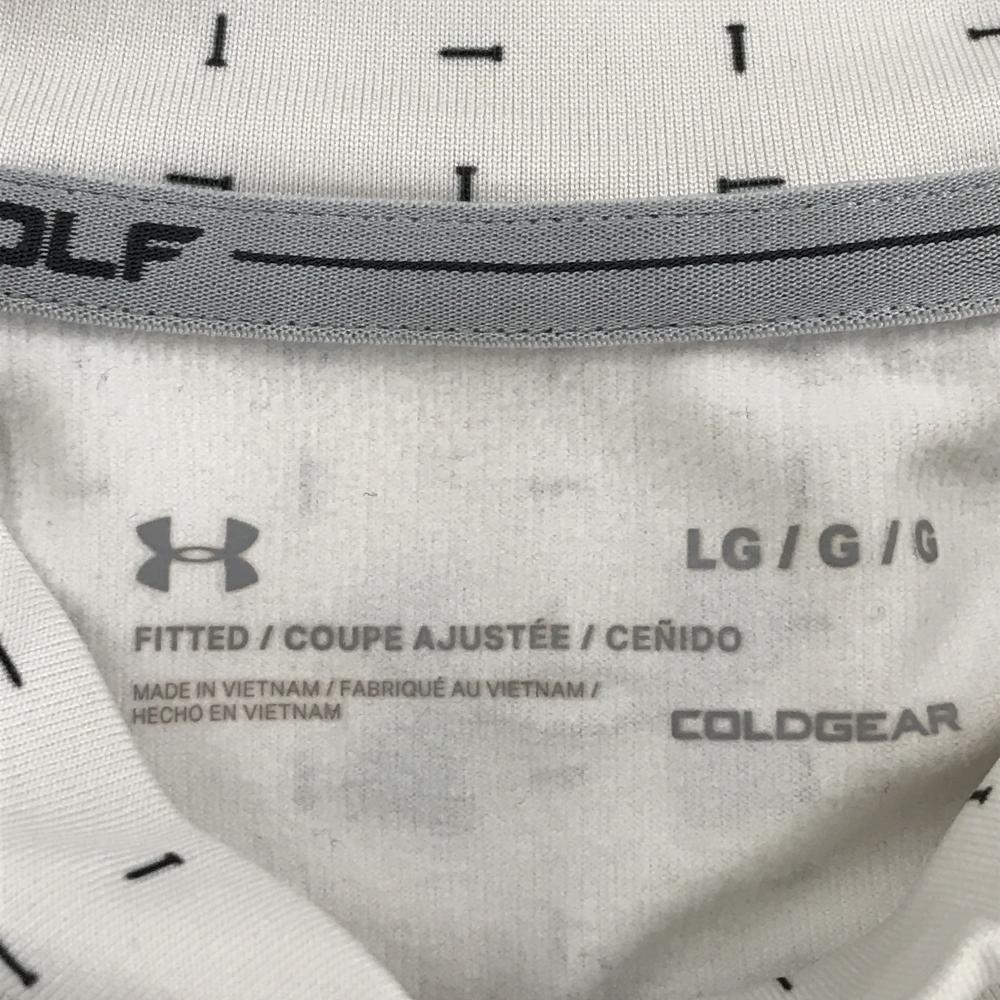 OLF
LG / G / G
FITTED / COUPE AJUSTÉE / CEÑIDO
MADE IN VIETNAM / FABRIQUÉ AU VIETNAM /
HECHO EN VIETNAM
COLDGEAR